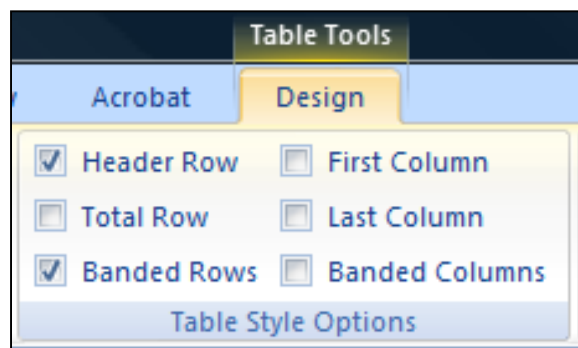 Table Tools
Acrobat Design
Header Row First Column
Total Row Last Column
Banded Rows Banded Columns
Table Style Options